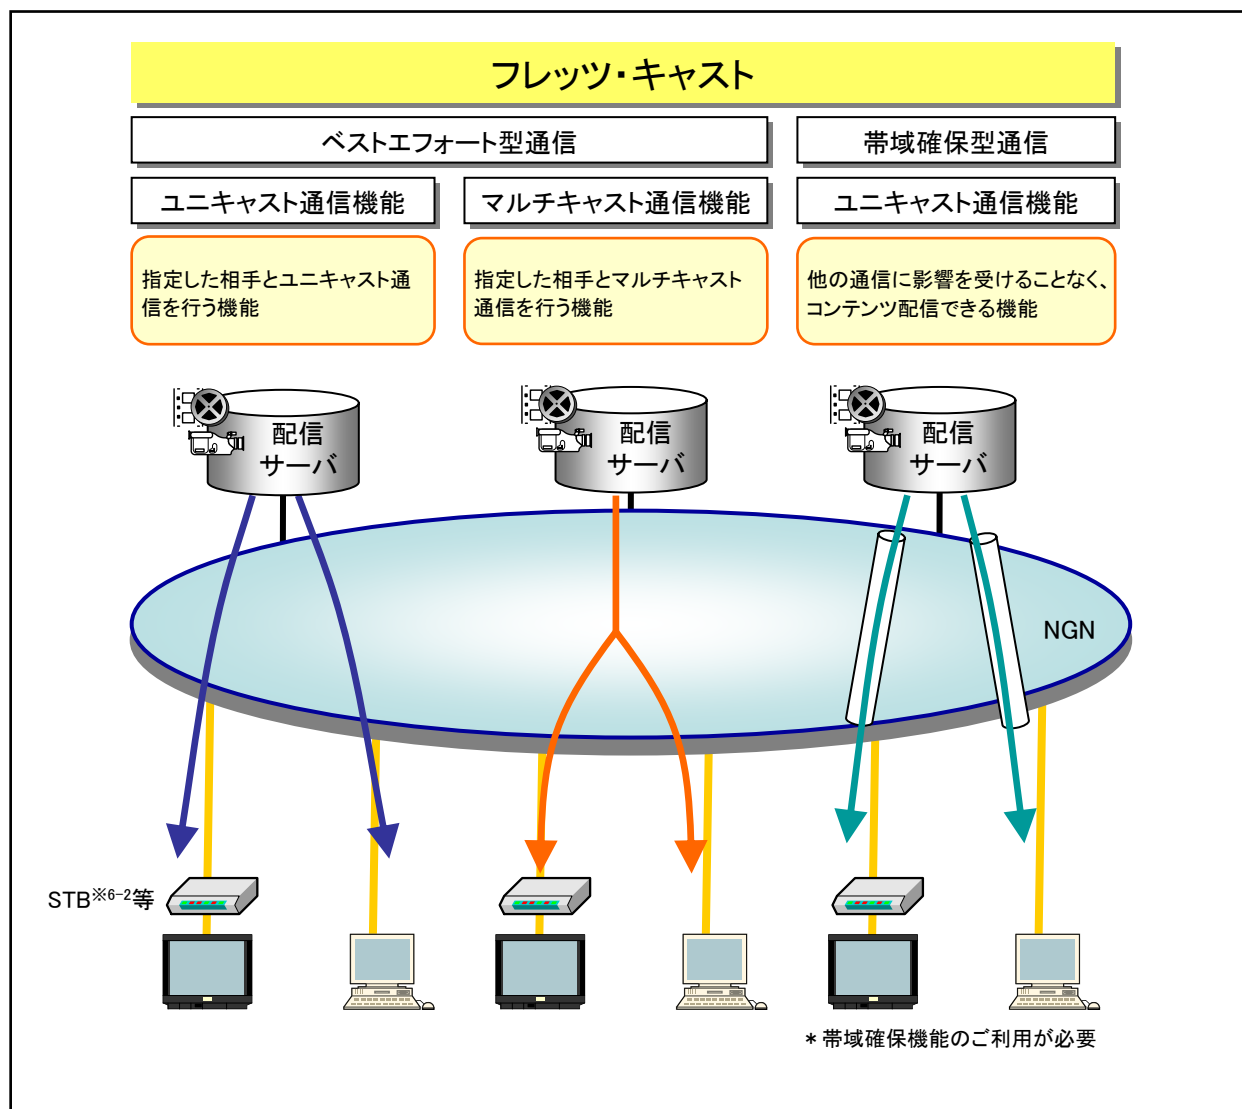 フレッツ・キャスト
ベストエフォート型通信
帯域確保型通信
ユニキャスト通信機能
マルチキャスト通信機能
ユニキャスト通信機能
指定した相手とユニキャスト通
信を行う機能
指定した相手とマルチキャスト
通信を行う機能
他の通信に影響を受けることなく、
コンテンツ配信できる機能
配信
サーバ
配信
サーバ
配信
サーバ
NGN
STB※6-2等
＊帯域確保機能のご利用が必要